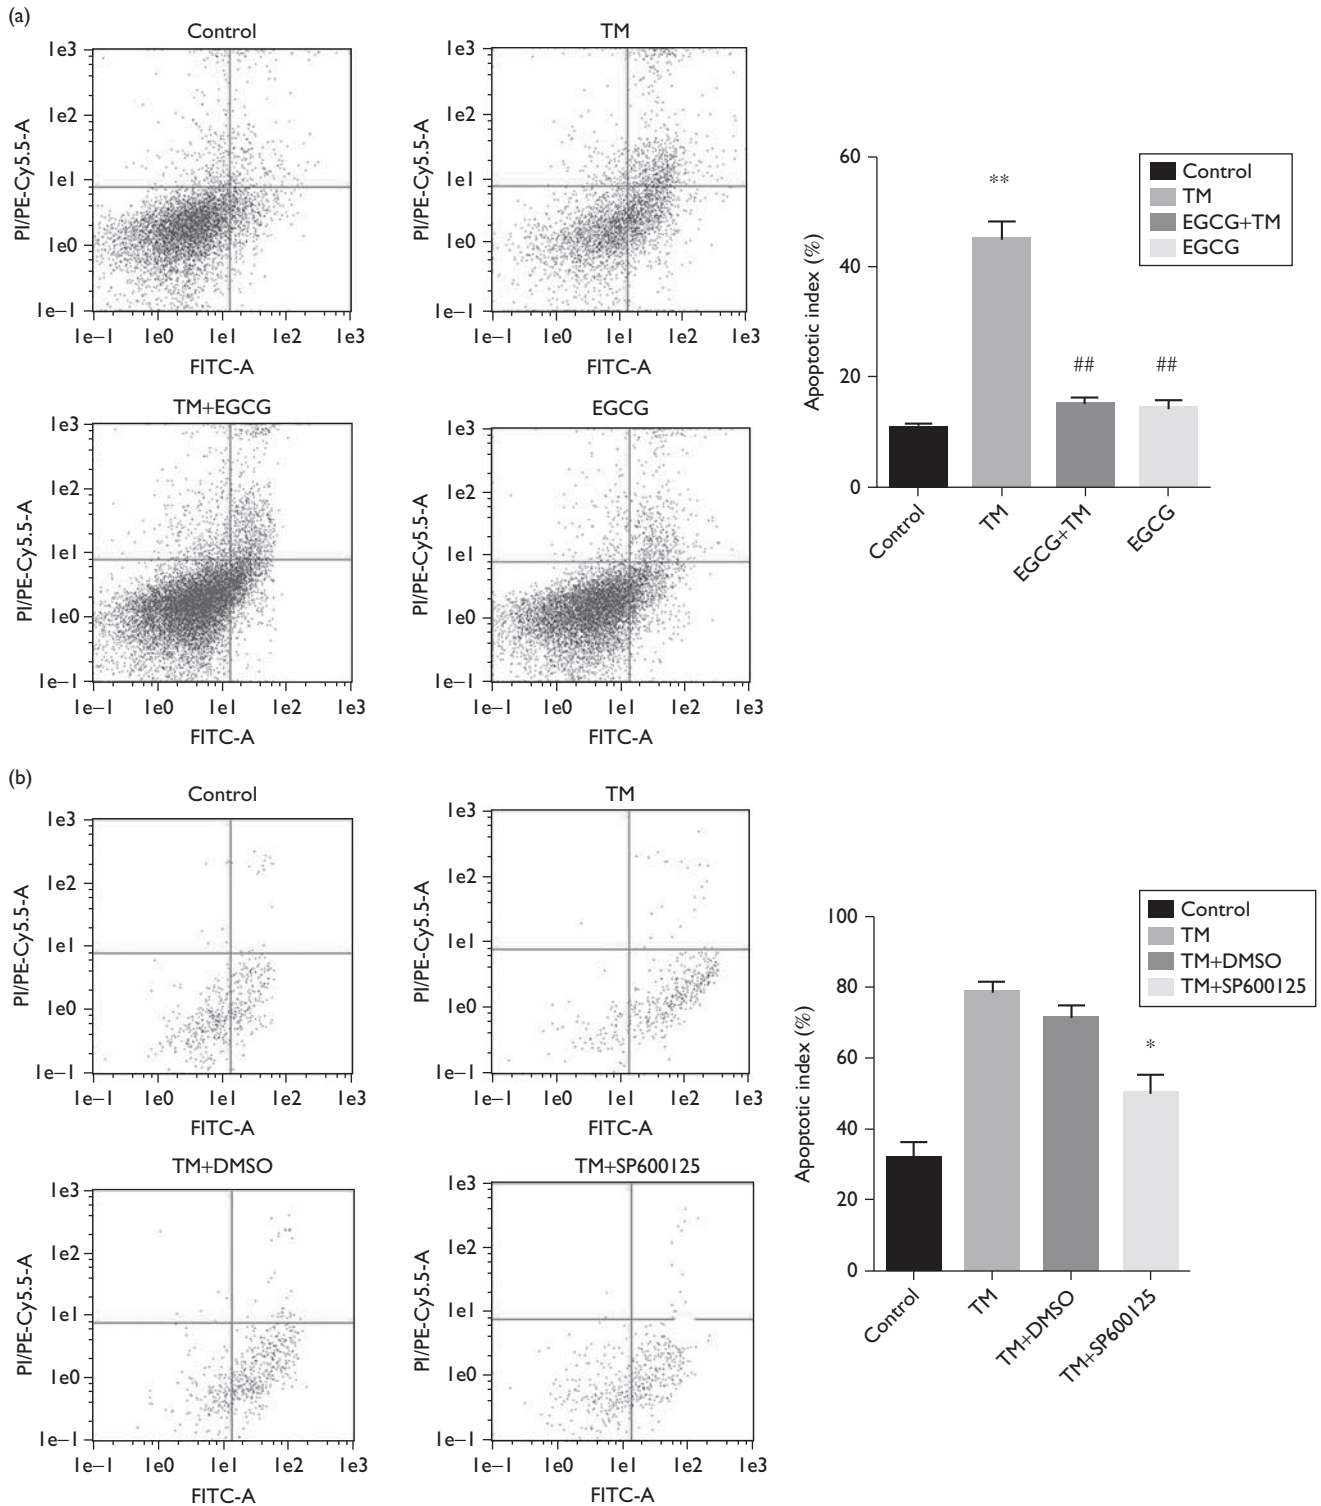 (a)
Control
1e3
1e2
1e1
1e0
1e–1
PI/PE-Cy5.5-A
1e–1 1e0 1e1 1e2 1e3
FITC-A
TM
1e3
1e2
1e1
1e0
1e–1
PI/PE-Cy5.5-A
1e–1 1e0 1e1 1e2 1e3
FITC-A
TM+EGCG
1e3
1e2
1e1
1e0
1e–1
PI/PE-Cy5.5-A
1e–1 1e0 1e1 1e2 1e3
FITC-A
EGCG
1e3
1e2
1e1
1e0
1e–1
PI/PE-Cy5.5-A
1e–1 1e0 1e1 1e2 1e3
FITC-A
60
40
20
0
Apoptotic index (%)
**
##
##
Control
TM
EGCG+TM
EGCG
Control
TM
EGCG+TM
EGCG
(b)
Control
1e3
1e2
1e1
1e0
1e–1
PI/PE-Cy5.5-A
1e–1 1e0 1e1 1e2 1e3
FITC-A
TM
1e3
1e2
1e1
1e0
1e–1
PI/PE-Cy5.5-A
1e–1 1e0 1e1 1e2 1e3
FITC-A
TM+DMSO
1e3
1e2
1e1
1e0
1e–1
PI/PE-Cy5.5-A
1e–1 1e0 1e1 1e2 1e3
FITC-A
TM+SP600125
1e3
1e2
1e1
1e0
1e–1
PI/PE-Cy5.5-A
1e–1 1e0 1e1 1e2 1e3
FITC-A
100
80
60
40
20
0
Apoptotic index (%)
*
Control
TM
TM+DMSO
TM+SP600125
Control
TM
TM+DMSO
TM+SP600125